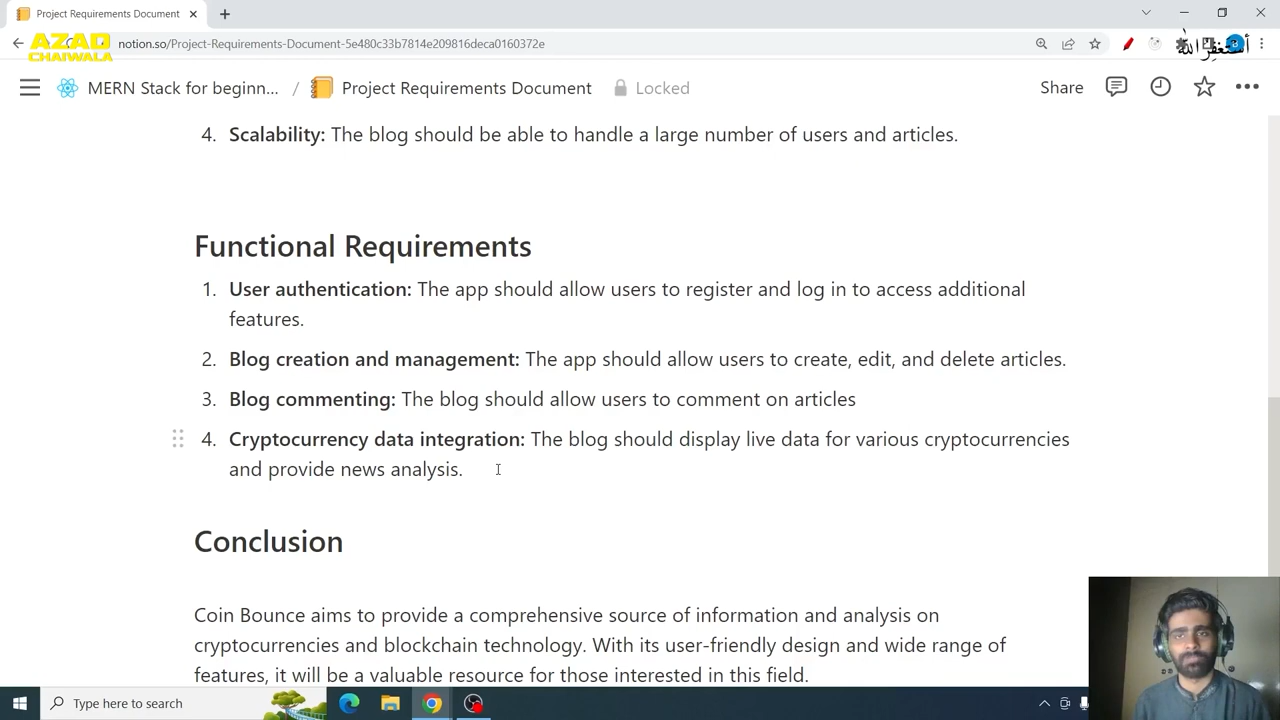 Project Requirements Document
AZAD
CHAIWALA
notion.so/Project-Requirements-Document-5e480c33b7814e209816deca0160372e
أستغفر الله
MERN Stack for beginn... / Project Requirements Document Locked
Share
4. Scalability: The blog should be able to handle a large number of users and articles.
Functional Requirements
1. User authentication: The app should allow users to register and log in to access additional
features.
2. Blog creation and management: The app should allow users to create, edit, and delete articles.
3. Blog commenting: The blog should allow users to comment on articles
4. Cryptocurrency data integration: The blog should display live data for various cryptocurrencies
and provide news analysis.
Conclusion
Coin Bounce aims to provide a comprehensive source of information and analysis on
cryptocurrencies and blockchain technology. With its user-friendly design and wide range of
features, it will be a valuable resource for those interested in this field.
Type here to search